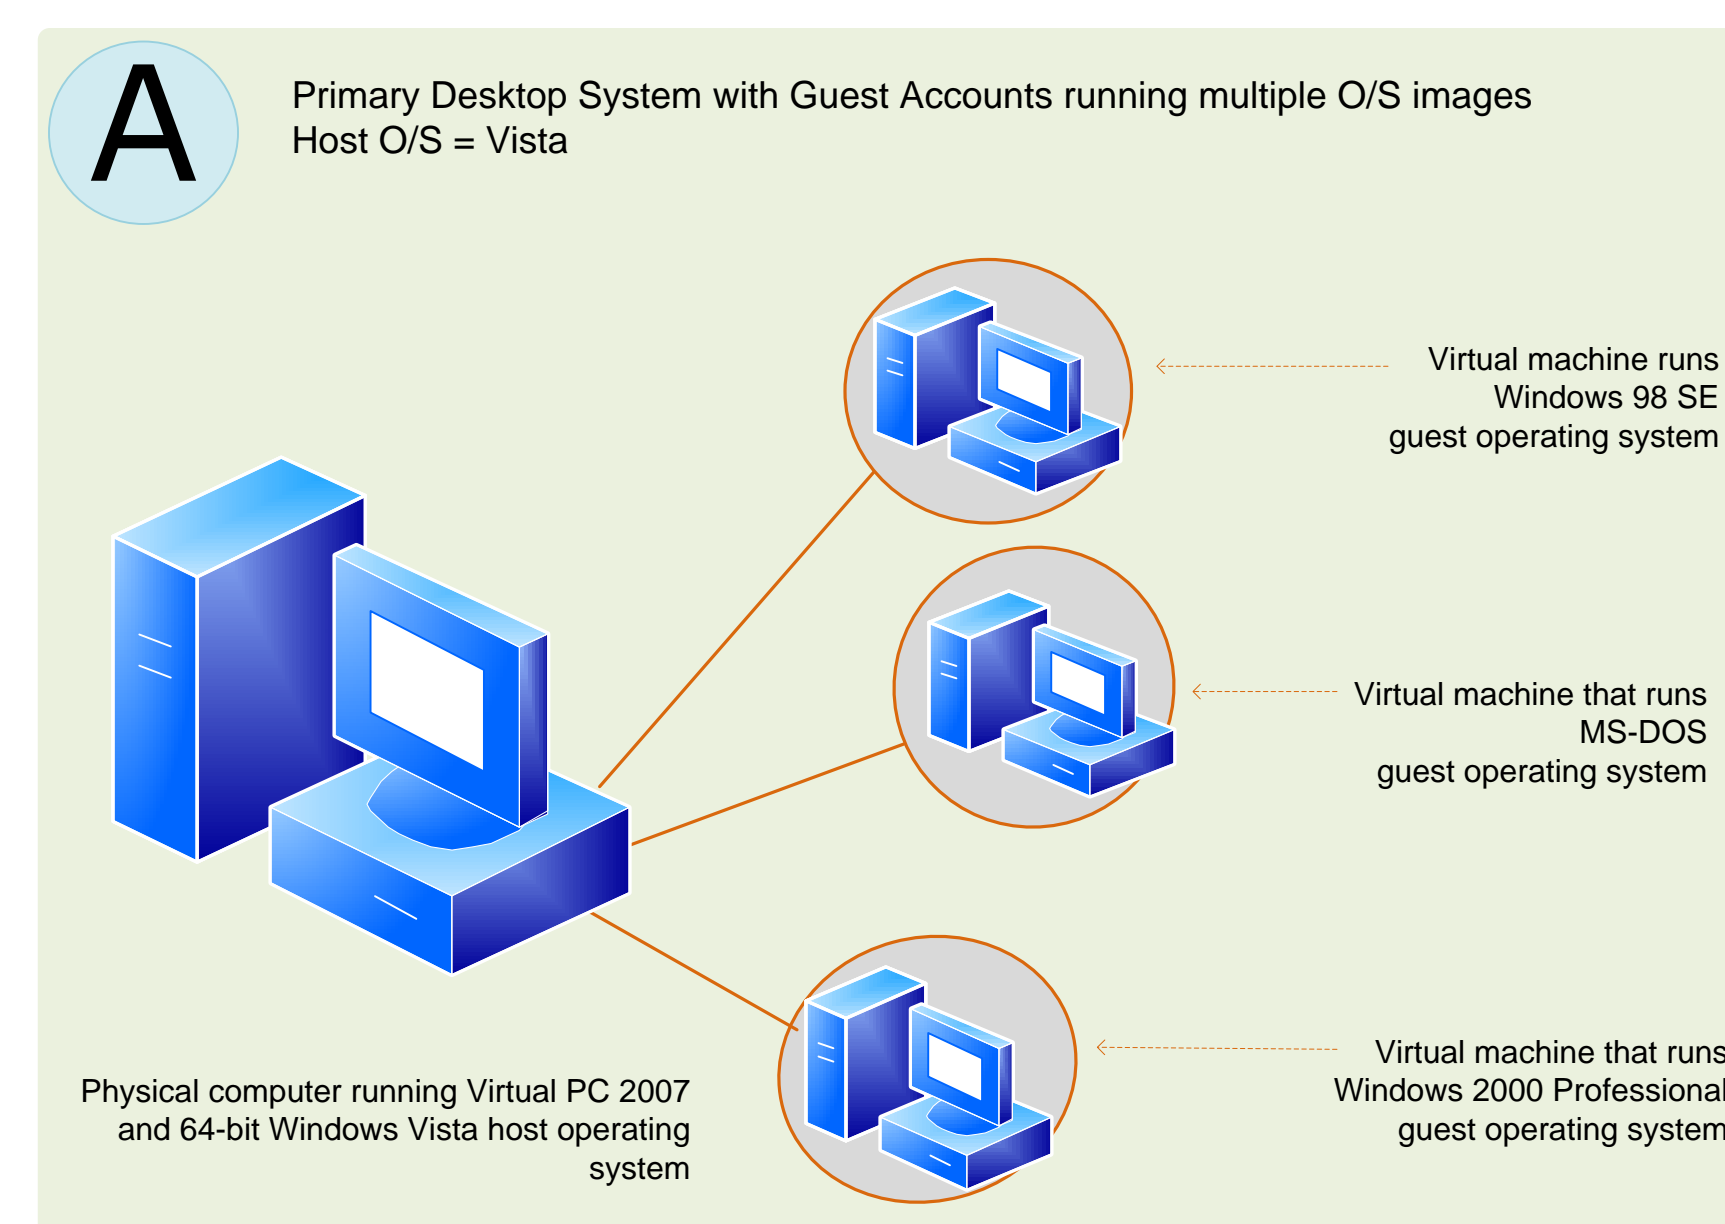 A
Primary Desktop System with Guest Accounts running multiple O/S images
Host O/S = Vista
Virtual machine runs
Windows 98 SE
guest operating system
Virtual machine that runs
MS-DOS
guest operating system
Virtual machine that runs
Windows 2000 Professional
guest operating system
Physical computer running Virtual PC 2007
and 64-bit Windows Vista host operating
system